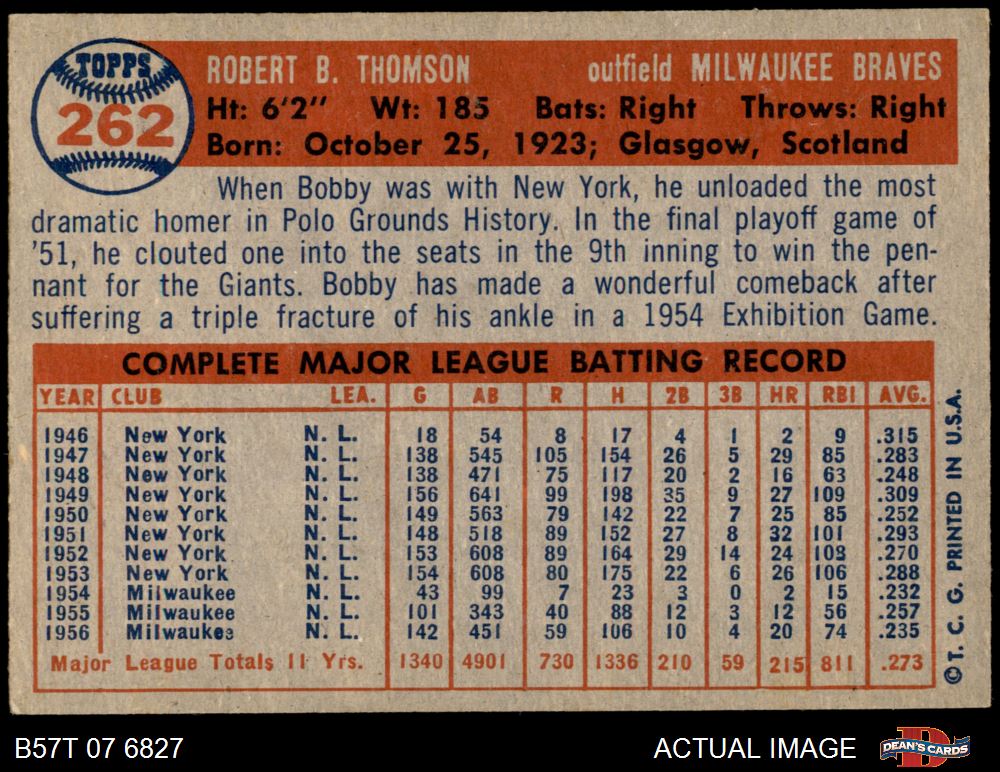 TOPPS
262
ROBERT B. THOMSON outfield MILWAUKEE BRAVES
Ht: 6'2" Wt: 185 Bats: Right Throws: Right
Born: October 25, 1923; Glasgow, Scotland
When Bobby was with New York, he unloaded the most
dramatic homer in Polo Grounds History. In the final playoff game of
'51, he clouted one into the seats in the 9th inning to win the pen-
nant for the Giants. Bobby has made a wonderful comeback after
suffering a triple fracture of his ankle in a 1954 Exhibition Game.
COMPLETE MAJOR LEAGUE BATTING RECORD
YEAR CLUB LEA. G AB R H 2B 3B HR RBI AVG.
1946 New York N. L. 18 54 8 17 4 1 2 9 .315
1947 New York N. L. 138 545 105 154 26 5 29 85 .283
1948 New York N. L. 138 471 75 117 20 2 16 63 .248
1949 New York N. L. 156 641 99 198 35 9 27 109 .309
1950 New York N. L. 149 563 79 142 22 7 25 85 .252
1951 New York N. L. 148 518 89 152 27 8 32 101 .293
1952 New York N. L. 153 608 89 164 29 14 24 108 .270
1953 New York N. L. 154 608 80 175 22 6 26 106 .288
1954 Milwaukee N. L. 43 99 7 23 3 0 2 15 .232
1955 Milwaukee N. L. 101 343 40 88 12 3 12 56 .257
1956 Milwaukee N. L. 142 451 59 106 10 4 20 74 .235
Major League Totals 11 Yrs. 1340 4901 730 1336 210 59 215 811 .273
©T. C. G. PRINTED IN U.S.A.
B57T 07 6827 ACTUAL IMAGE
D
DEAN'S CARDS